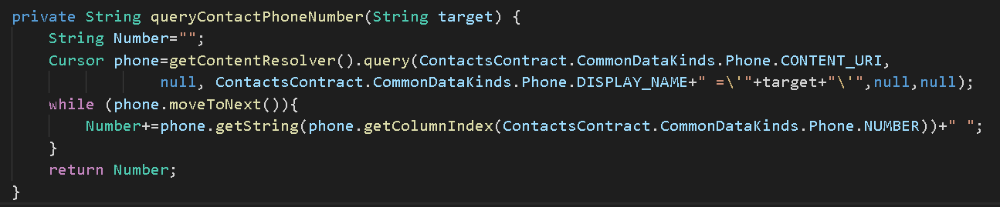 private String queryContactPhoneNumber(String target) {
String Number="";
Cursor phone=getContentResolver().query(ContactsContract.CommonDataKinds.Phone.CONTENT_URI,
null, ContactsContract.CommonDataKinds.Phone.DISPLAY_NAME+" =\'"+target+"\'",null,null);
while (phone.moveToNext()){
Number+=phone.getString(phone.getColumnIndex(ContactsContract.CommonDataKinds.Phone.NUMBER))+" ";
}
return Number;
}